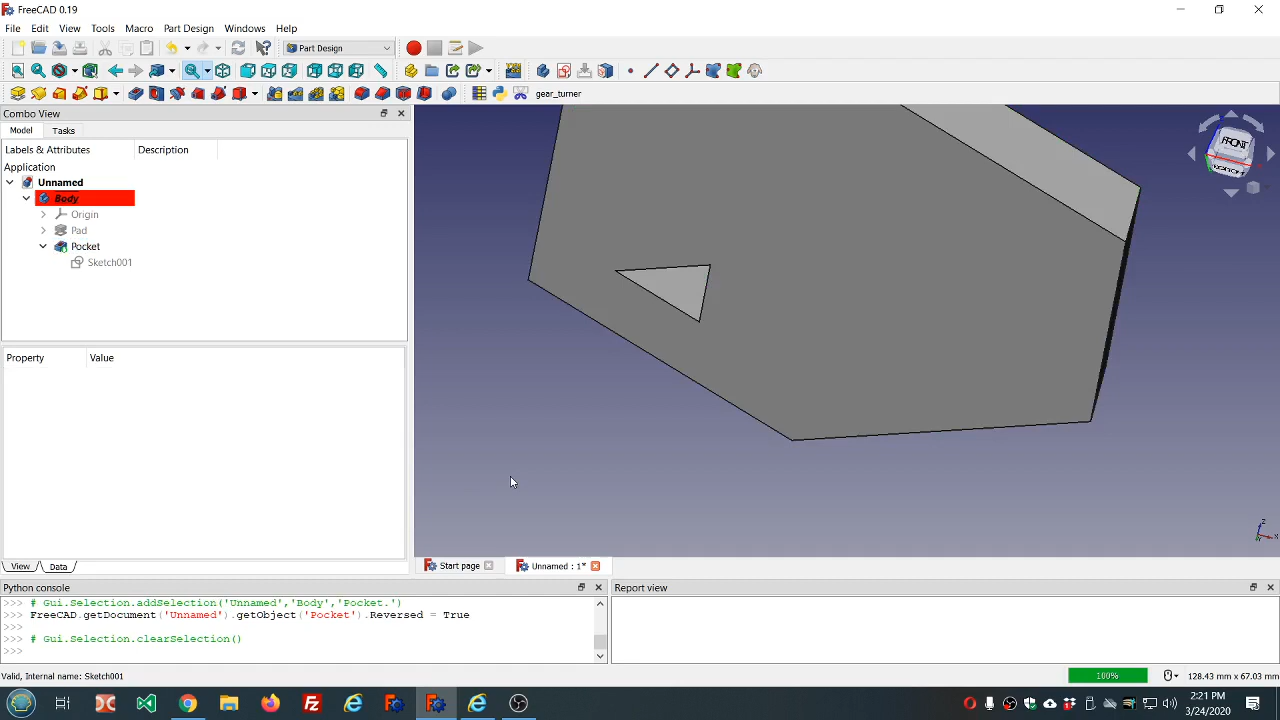 FreeCAD 0.19
File Edit View Tools Macro Part Design Windows Help
Part Design
gear_turner
Combo View
Model Tasks
Labels & Attributes Description
Application
Unnamed
Body
Origin
Pad
Pocket
Sketch001
Property Value
View Data
FRONT
Start page Unnamed : 1*
Python console
>>> # Gui.Selection.addSelection('Unnamed','Body','Pocket.')
>>> FreeCAD.getDocument('Unnamed').getObject('Pocket').Reversed = True
>>>
>>> # Gui.Selection.clearSelection()
>>>
Report view
Valid, Internal name: Sketch001
100%
128.43 mm x 67.03 mm
2:21 PM
3/24/2020